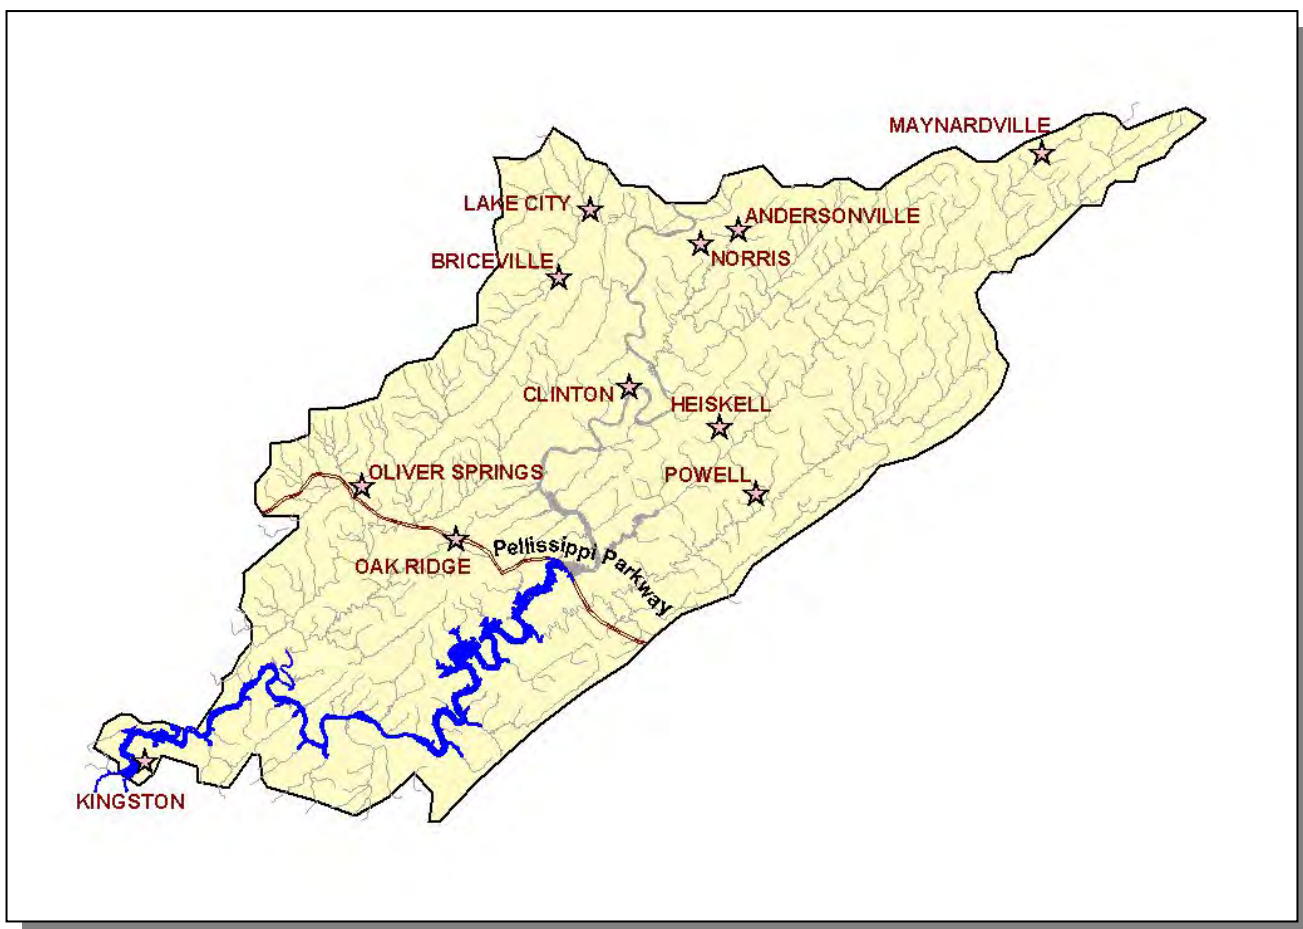 MAYNARDVILLE
LAKE CITY
ANDERSONVILLE
BRICEVILLE
NORRIS
CLINTON
HEISKELL
OLIVER SPRINGS
POWELL
Pellissippi Parkway
OAK RIDGE
KINGSTON